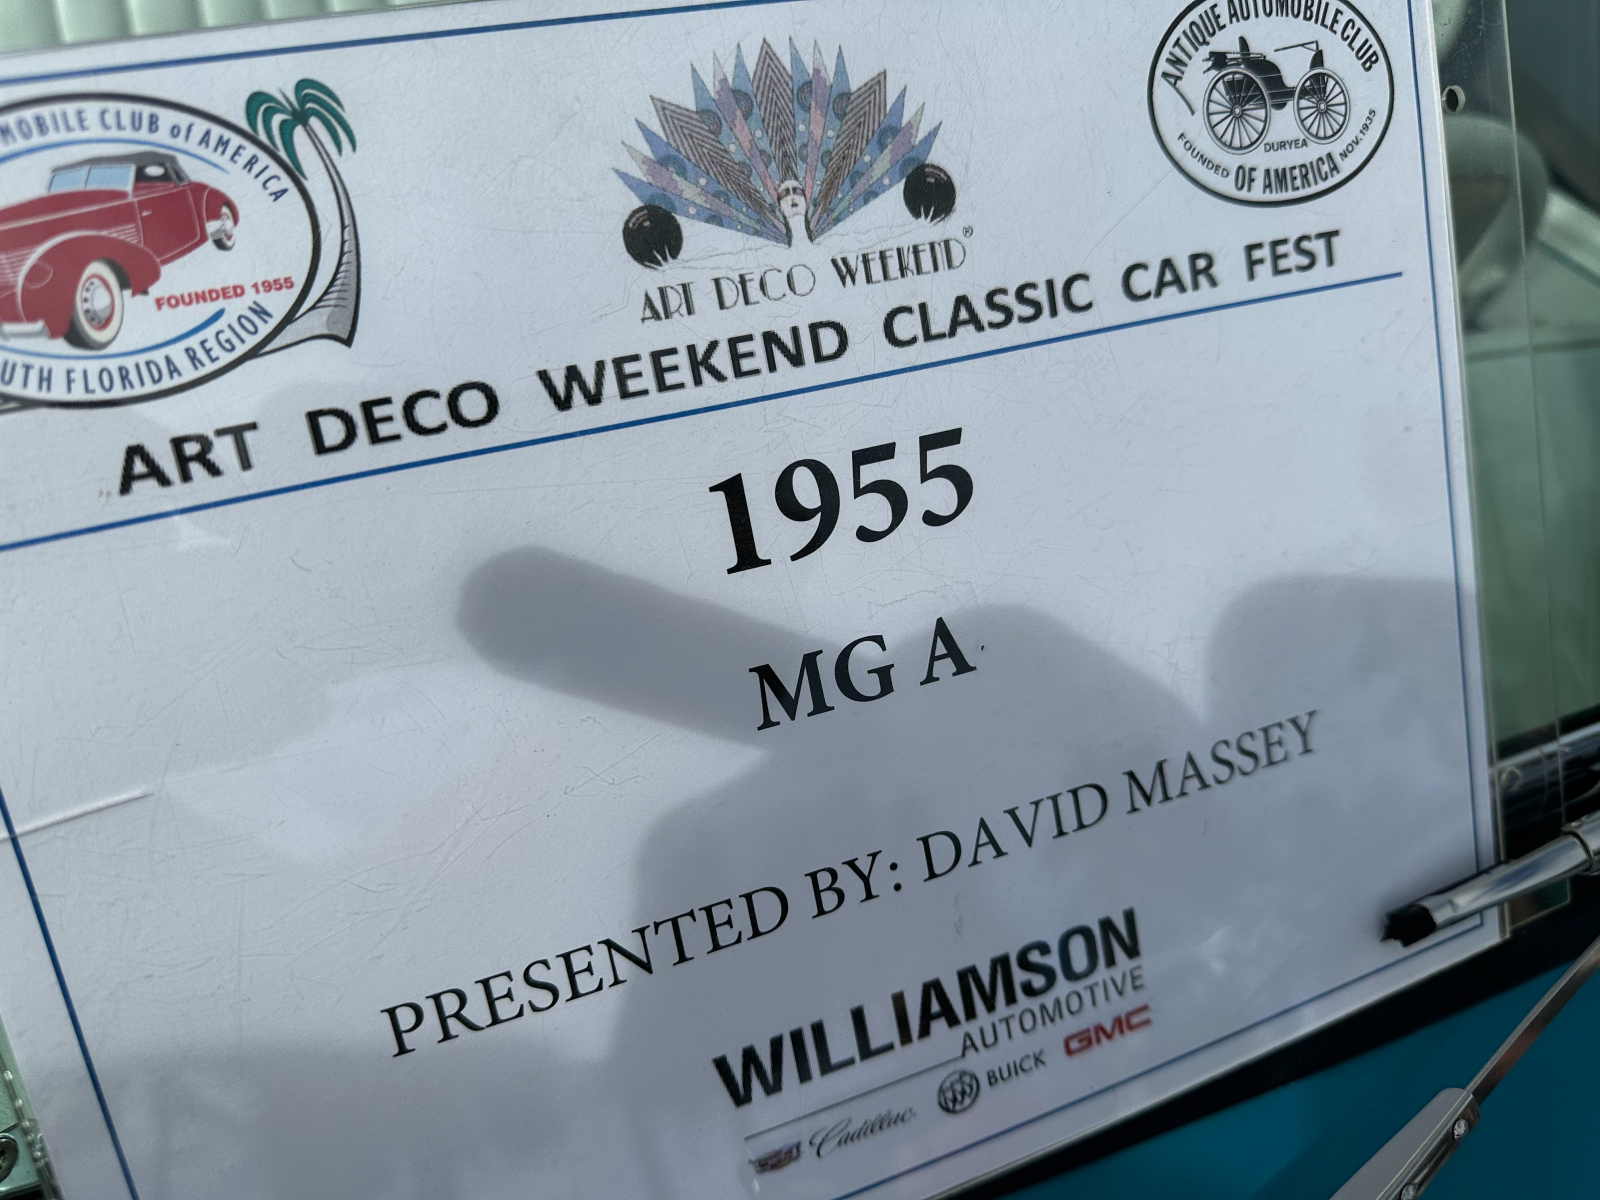 MOBILE CLUB of AMERICA
FOUNDED 1955
UTH FLORIDA REGION
ART DECO WEEKEND®
ANTIQUE AUTOMOBILE CLUB
DURYEA
FOUNDED NOV. 1935
OF AMERICA
ART DECO WEEKEND CLASSIC CAR FEST
1955
MG A
PRESENTED BY: DAVID MASSEY
WILLIAMSON
AUTOMOTIVE
Cadillac BUICK GMC